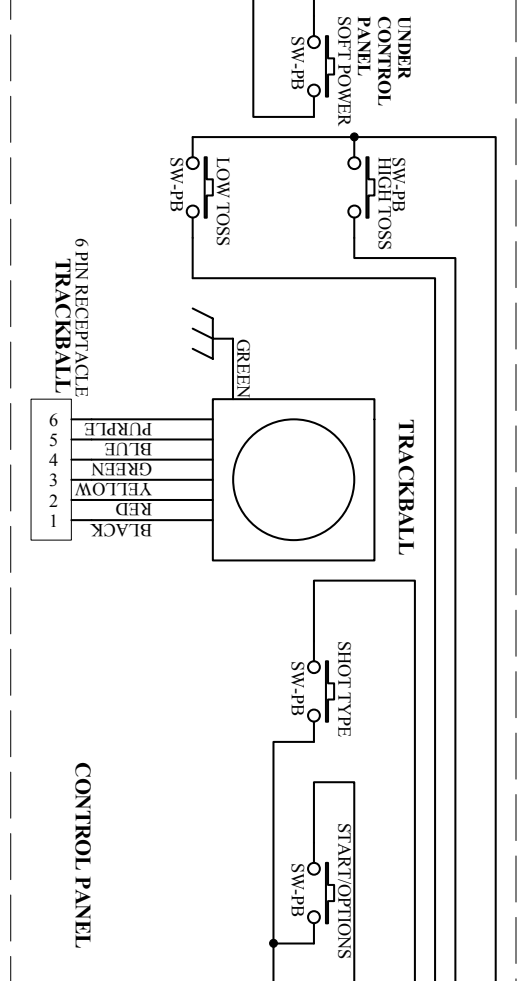 UNDER
CONTROL
PANEL
SOFT POWER
SW-PB
SW-PB
HIGH TOSS
LOW TOSS
SW-PB
6 PIN RECEPTACLE
TRACKBALL
GREEN
TRACKBALL
6
5
4
3
2
1
PURPLE
BLUE
GREEN
YELLOW
RED
BLACK
SHOT TYPE
SW-PB
START/OPTIONS
SW-PB
CONTROL PANEL